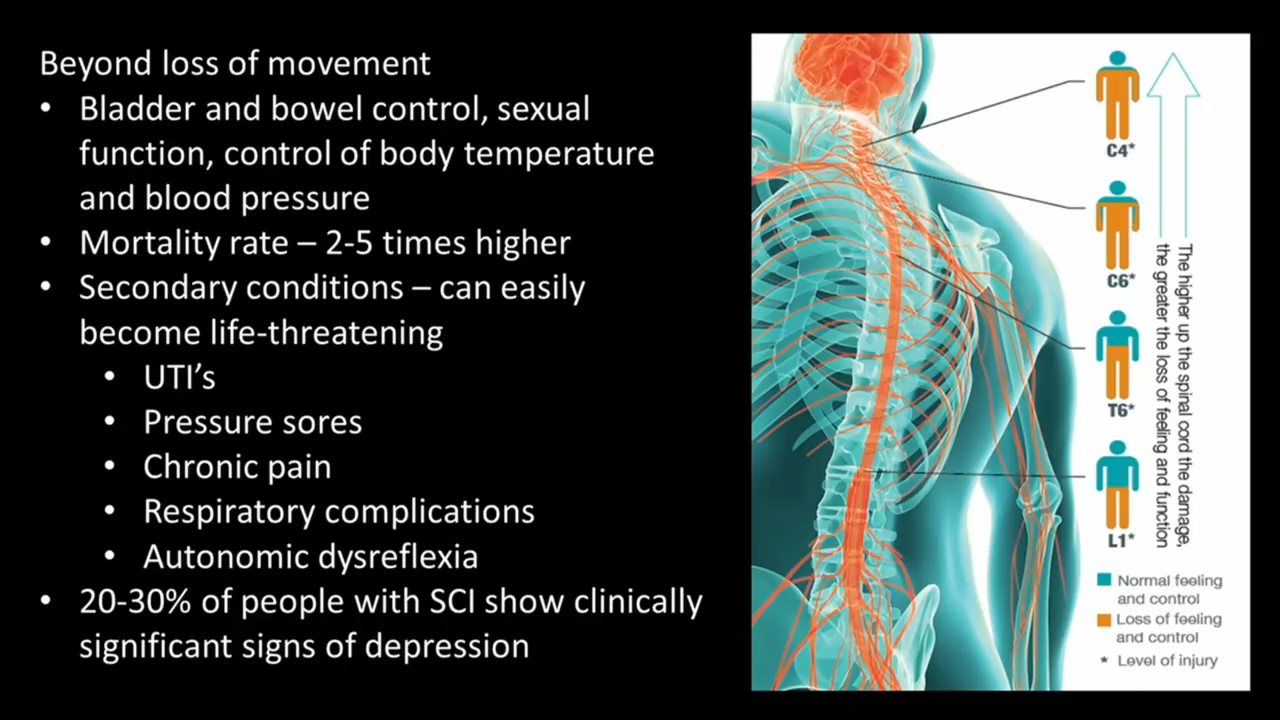 Beyond loss of movement
• Bladder and bowel control, sexual
function, control of body temperature
and blood pressure
• Mortality rate – 2-5 times higher
• Secondary conditions – can easily
become life-threatening
• UTI’s
• Pressure sores
• Chronic pain
• Respiratory complications
• Autonomic dysreflexia
• 20-30% of people with SCI show clinically
significant signs of depression
C4*
C6*
T6*
L1*
The higher up the spinal cord the damage,
the greater the loss of feeling and function
Normal feeling
and control
Loss of feeling
and control
* Level of injury